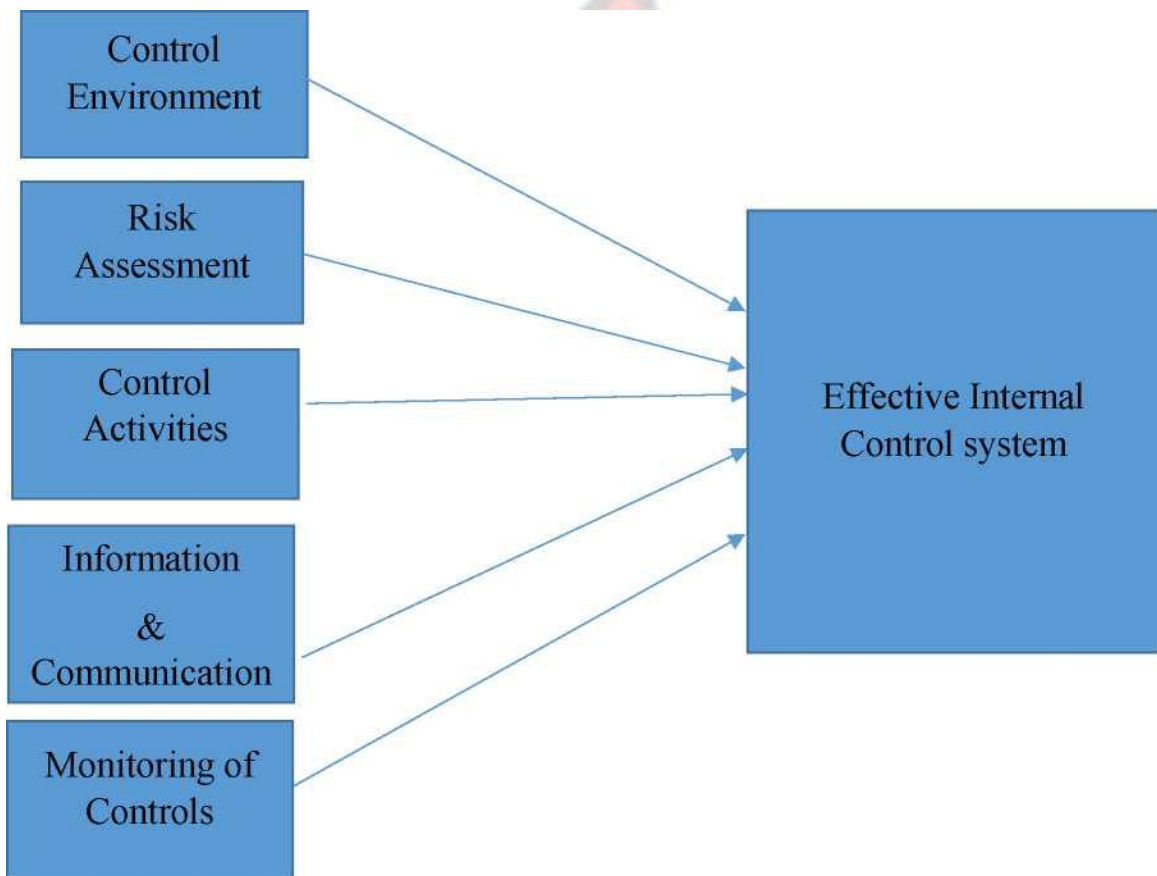 Control
Environment
Risk
Assessment
Control
Activities
Information
&
Communication
Monitoring of
Controls
Effective Internal
Control system